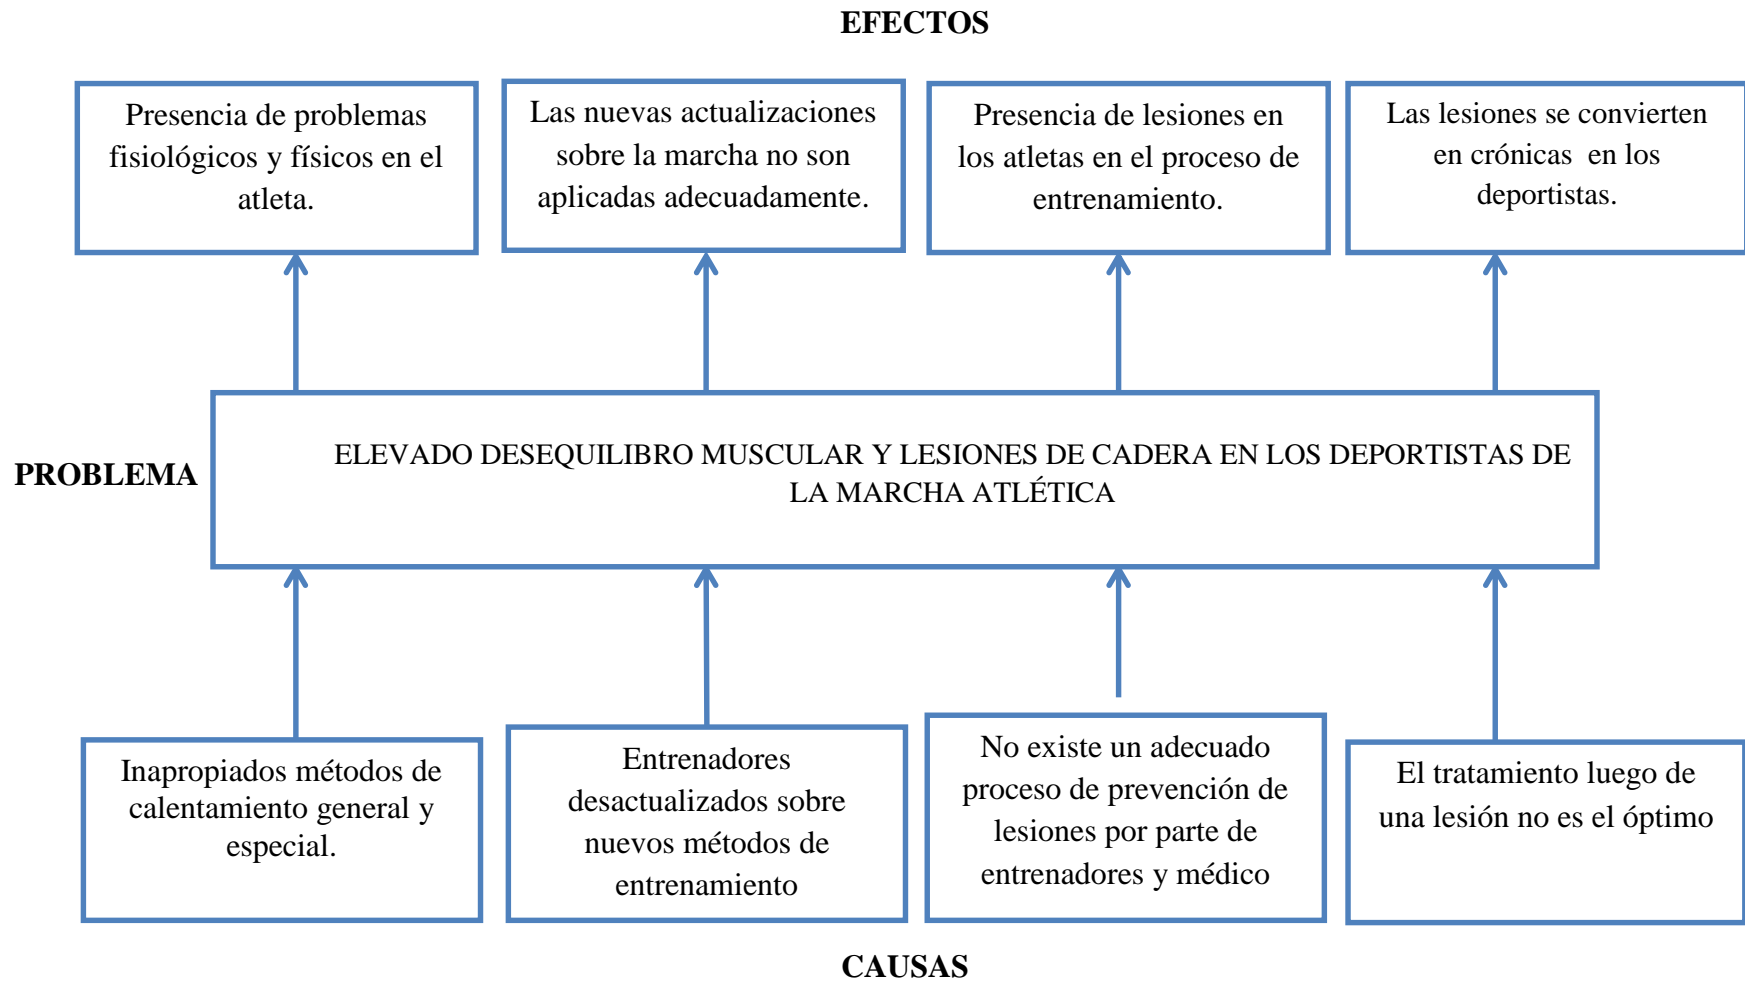 EFECTOS
Presencia de problemas
fisiológicos y físicos en el
atleta.
Las nuevas actualizaciones
sobre la marcha no son
aplicadas adecuadamente.
Presencia de lesiones en
los atletas en el proceso de
entrenamiento.
Las lesiones se convierten
en crónicas en los
deportistas.
PROBLEMA
ELEVADO DESEQUILIBRO MUSCULAR Y LESIONES DE CADERA EN LOS DEPORTISTAS DE
LA MARCHA ATLÉTICA
Inapropiados métodos de
calentamiento general y
especial.
Entrenadores
desactualizados sobre
nuevos métodos de
entrenamiento
No existe un adecuado
proceso de prevención de
lesiones por parte de
entrenadores y médico
El tratamiento luego de
una lesión no es el óptimo
CAUSAS